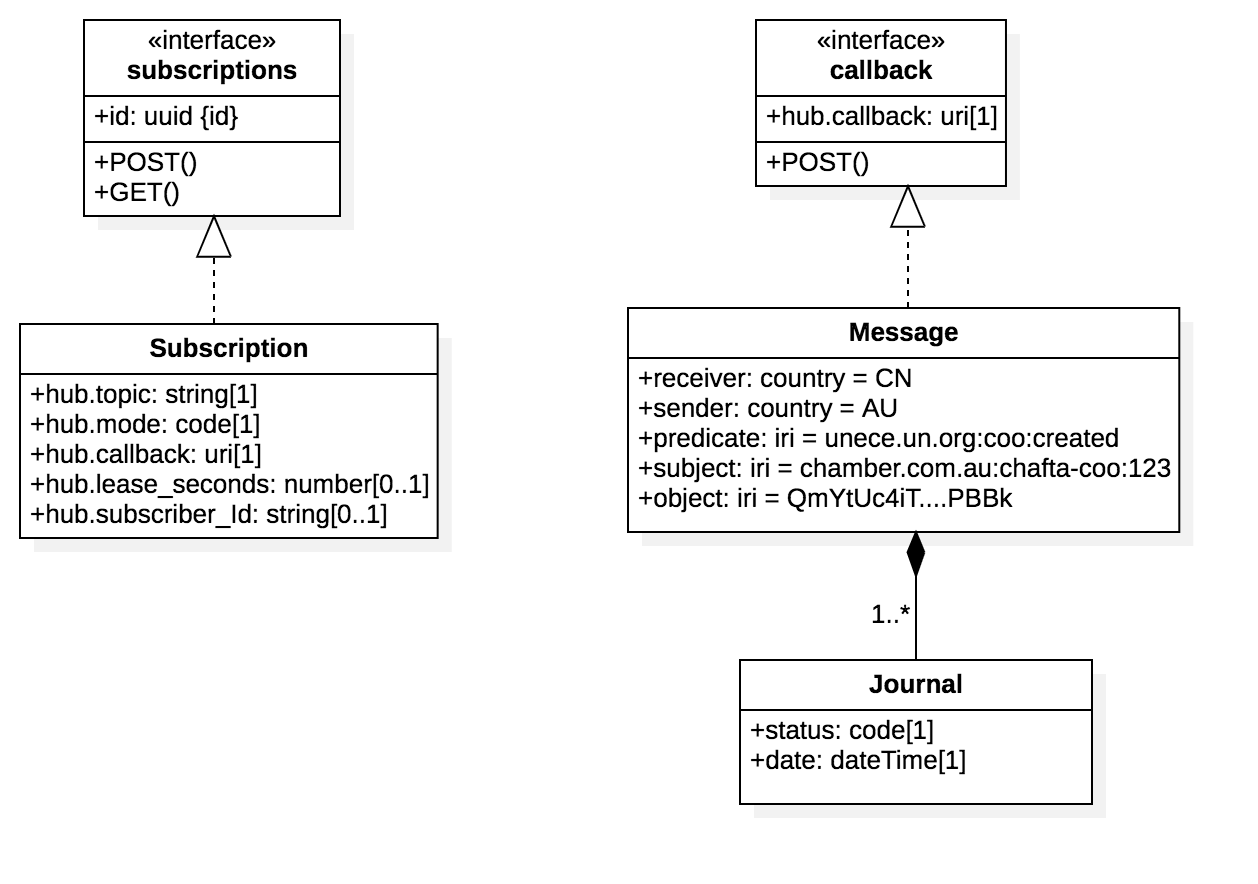 «interface»
subscriptions
+id: uuid {id}
+POST()
+GET()
Subscription
+hub.topic: string[1]
+hub.mode: code[1]
+hub.callback: uri[1]
+hub.lease_seconds: number[0..1]
+hub.subscriber_Id: string[0..1]
«interface»
callback
+hub.callback: uri[1]
+POST()
Message
+receiver: country = CN
+sender: country = AU
+predicate: iri = unece.un.org:coo:created
+subject: iri = chamber.com.au:chafta-coo:123
+object: iri = QmYtUc4iT....PBBk
1..*
Journal
+status: code[1]
+date: dateTime[1]